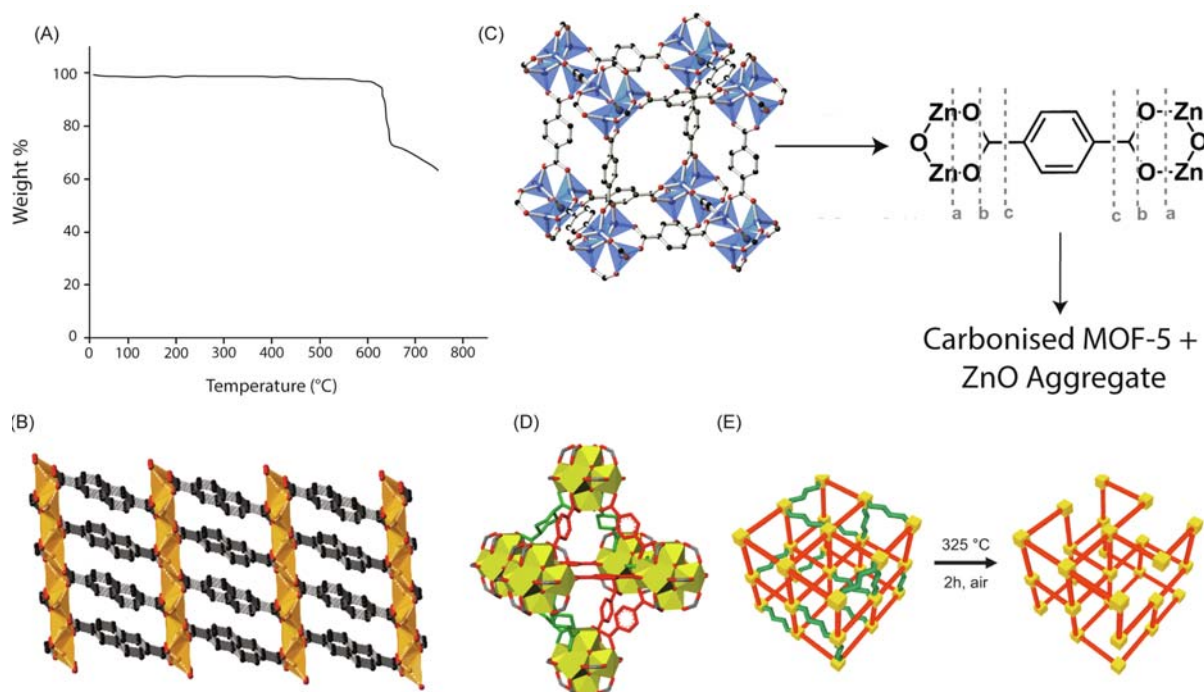 (A)
100
80
60
40
20
0
Weight %
0 100 200 300 400 500 600 700 800
Temperature (°C)
(C)
Zn O O Zn
O O
Zn O O Zn
a b c c b a
Carbonised MOF-5 +
ZnO Aggregate
(B)
(D)
(E)
325 °C
2h, air